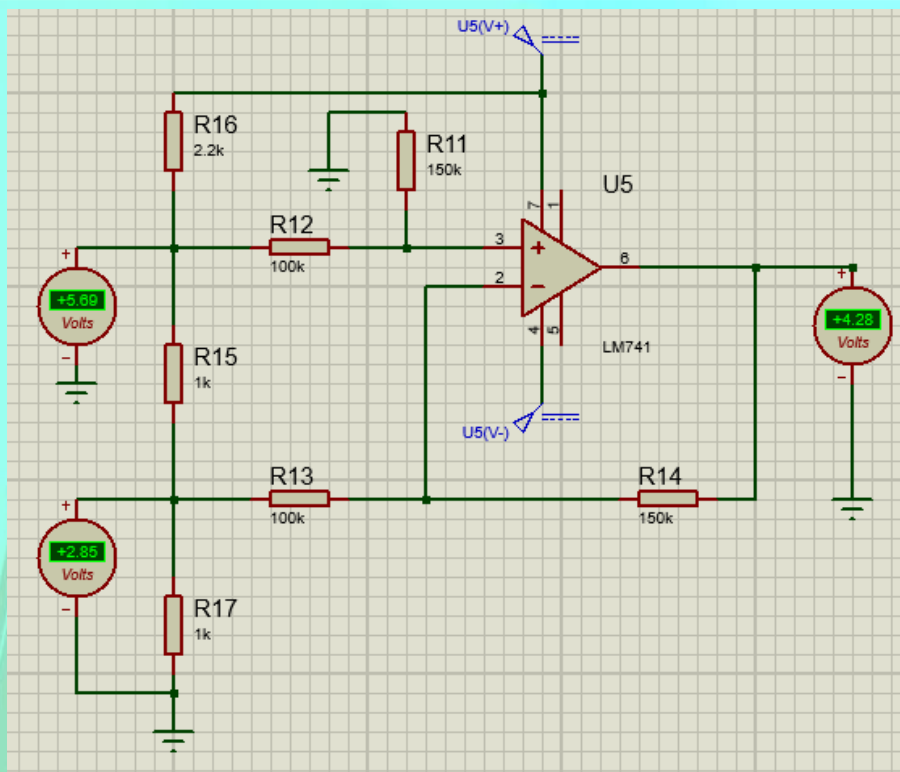 U5(V+)
R16
2.2k
R11
150k
U5
7
1
R12
100k
3
+
6
2
−
+
+5.69
Volts
−
+
+4.28
Volts
−
4
5
LM741
R15
1k
U5(V-)
R13
100k
R14
150k
+
+2.85
Volts
−
R17
1k